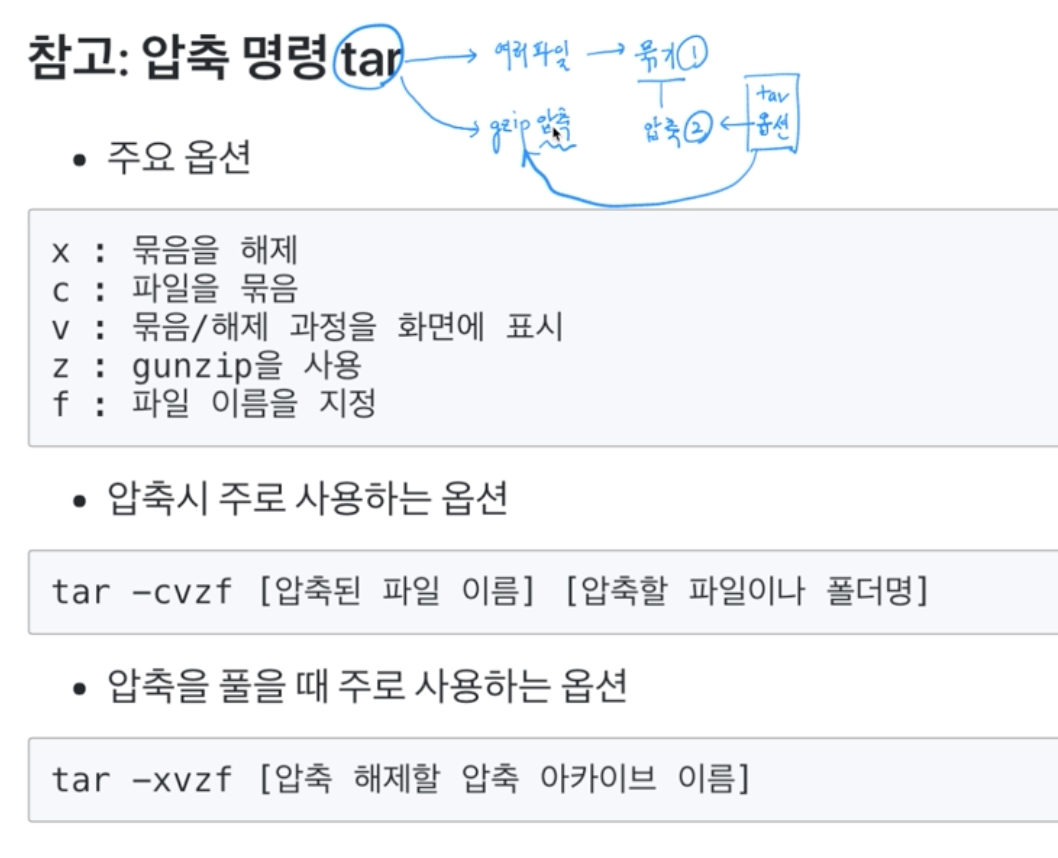 참고: 압축 명령 tar
여러파일 묶기 ①
gzip 압축 압축 ②
tar
옵션
• 주요 옵션
x : 묶음을 해제
c : 파일을 묶음
v : 묶음/해제 과정을 화면에 표시
z : gunzip을 사용
f : 파일 이름을 지정
• 압축시 주로 사용하는 옵션
tar -cvzf [압축된 파일 이름] [압축할 파일이나 폴더명]
• 압축을 풀을 때 주로 사용하는 옵션
tar -xvzf [압축 해제할 압축 아카이브 이름]